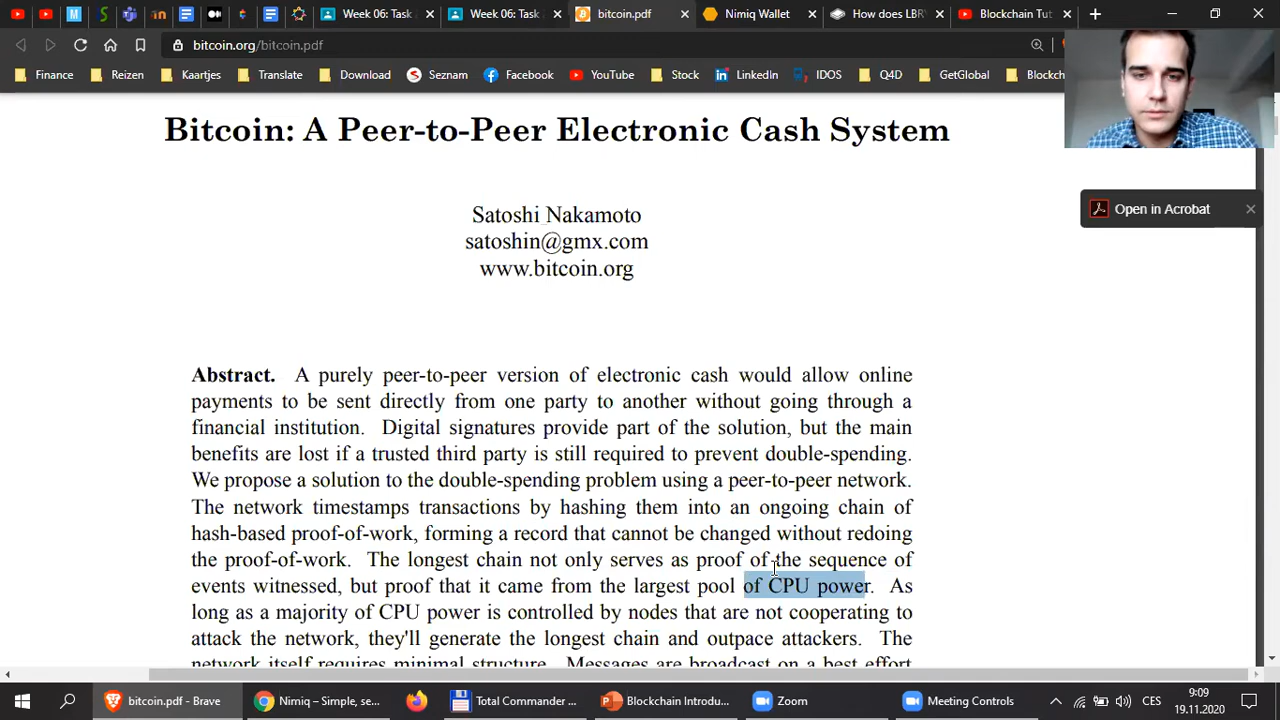 Week 06: Task
Week 06: Task
bitcoin.pdf
Nimiq Wallet
How does LBR
Blockchain Tut
bitcoin.org/bitcoin.pdf
Finance
Reizen
Kaartjes
Translate
Download
Seznam
Facebook
YouTube
Stock
LinkedIn
IDOS
Q4D
GetGlobal
Blockch
Bitcoin: A Peer-to-Peer Electronic Cash System
Open in Acrobat
Satoshi Nakamoto
satoshin@gmx.com
www.bitcoin.org
Abstract. A purely peer-to-peer version of electronic cash would allow online
payments to be sent directly from one party to another without going through a
financial institution. Digital signatures provide part of the solution, but the main
benefits are lost if a trusted third party is still required to prevent double-spending.
We propose a solution to the double-spending problem using a peer-to-peer network.
The network timestamps transactions by hashing them into an ongoing chain of
hash-based proof-of-work, forming a record that cannot be changed without redoing
the proof-of-work. The longest chain not only serves as proof of the sequence of
events witnessed, but proof that it came from the largest pool of CPU power. As
long as a majority of CPU power is controlled by nodes that are not cooperating to
attack the network, they'll generate the longest chain and outpace attackers. The
network itself requires minimal structure. Messages are broadcast on a best effort
bitcoin.pdf - Brave
Nimiq – Simple, se...
Total Commander ...
Blockchain Introdu...
Zoom
Meeting Controls
CES
9:09
19.11.2020